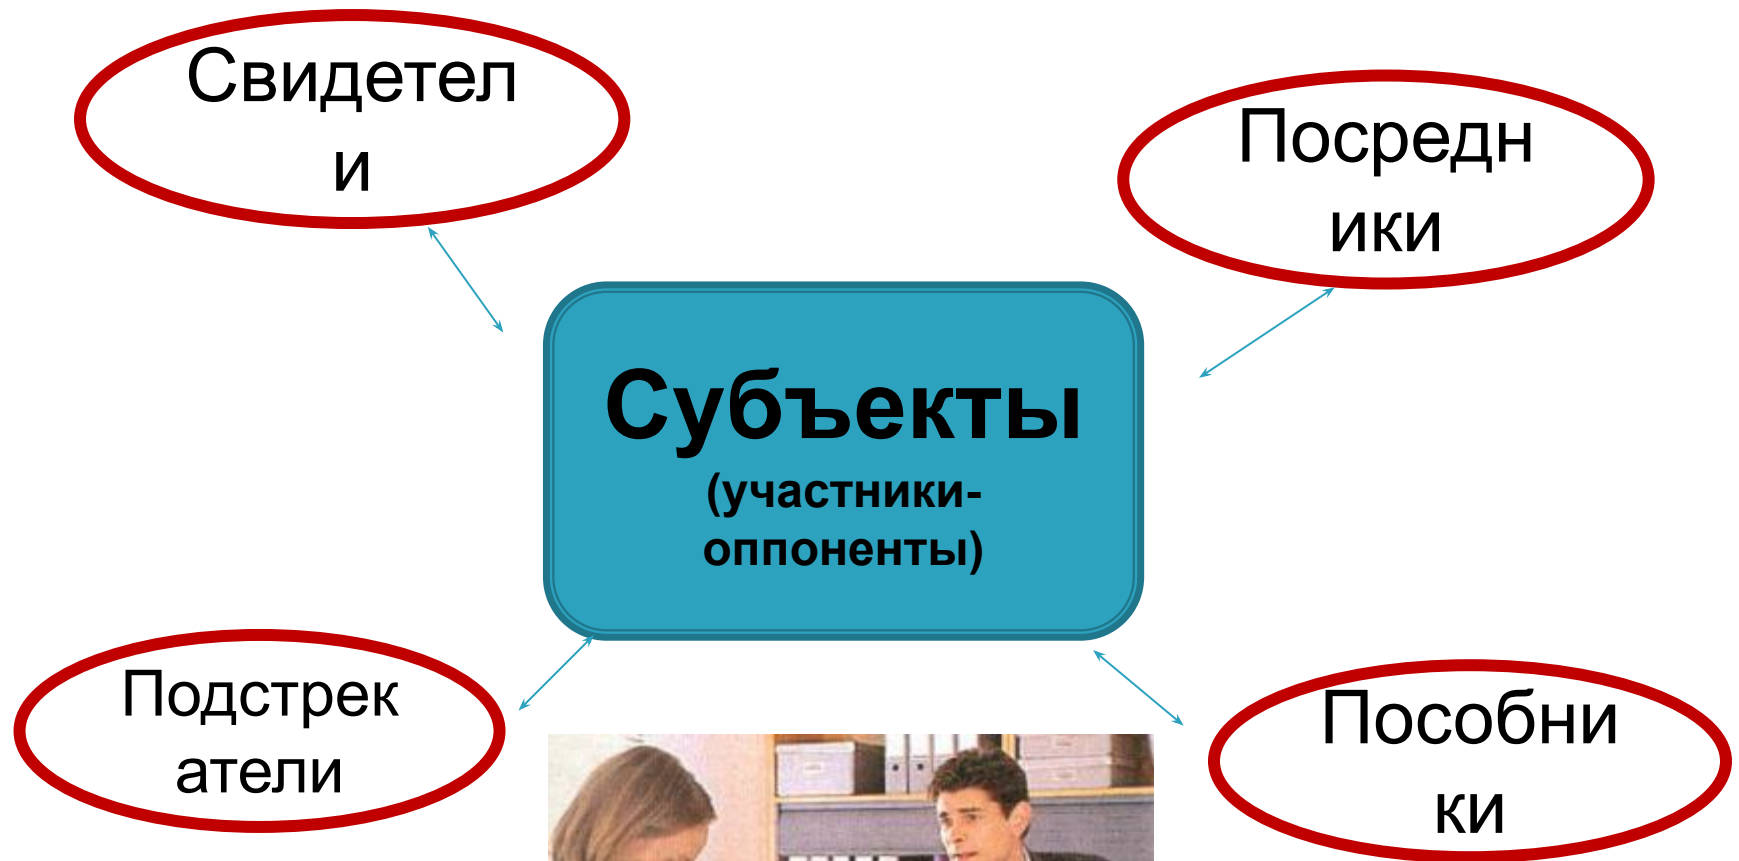 Свидетел
и
Посредн
ики
Субъекты
(участники-
оппоненты)
Подстрек
атели
Пособни
ки